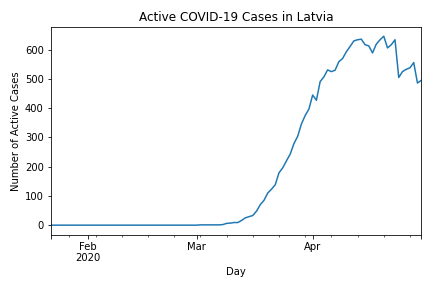 Active COVID-19 Cases in Latvia
Number of Active Cases
600
500
400
300
200
100
0
Feb
2020
Mar
Apr
Day